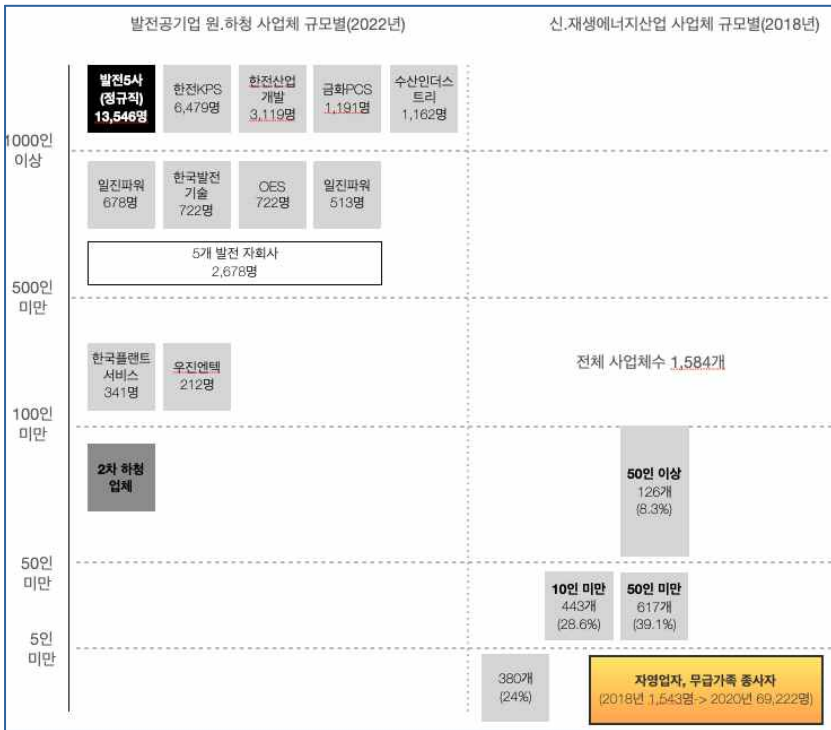 발전공기업 원.하청 사업체 규모별(2022년)
신.재생에너지산업 사업체 규모별(2018년)
발전5사
(정규직)
13,546명
한전KPS
6,479명
한전산업
개발
3,119명
금화PCS
1,191명
수산인더스
트리
1,162명
1000인
이상
일진파워
678명
한국발전
기술
722명
OES
722명
일진파워
513명
5개 발전 자회사
2,678명
500인
미만
한국플랜트
서비스
341명
우진엔텍
212명
전체 사업체수 1,584개
100인
미만
2차 하청
업체
50인 이상
126개
(8.3%)
50인
미만
10인 미만
443개
(28.6%)
50인 미만
617개
(39.1%)
5인
미만
380개
(24%)
자영업자, 무급가족 종사자
(2018년 1,543명-> 2020년 69,222명)